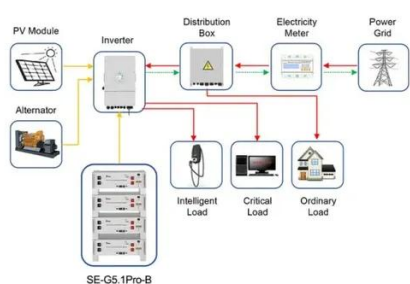 PV Module
Inverter
Distribution
Box
Electricity
Meter
Power
Grid
Alternator
Intelligent
Load
Critical
Load
Ordinary
Load
SE-G5.1Pro-B